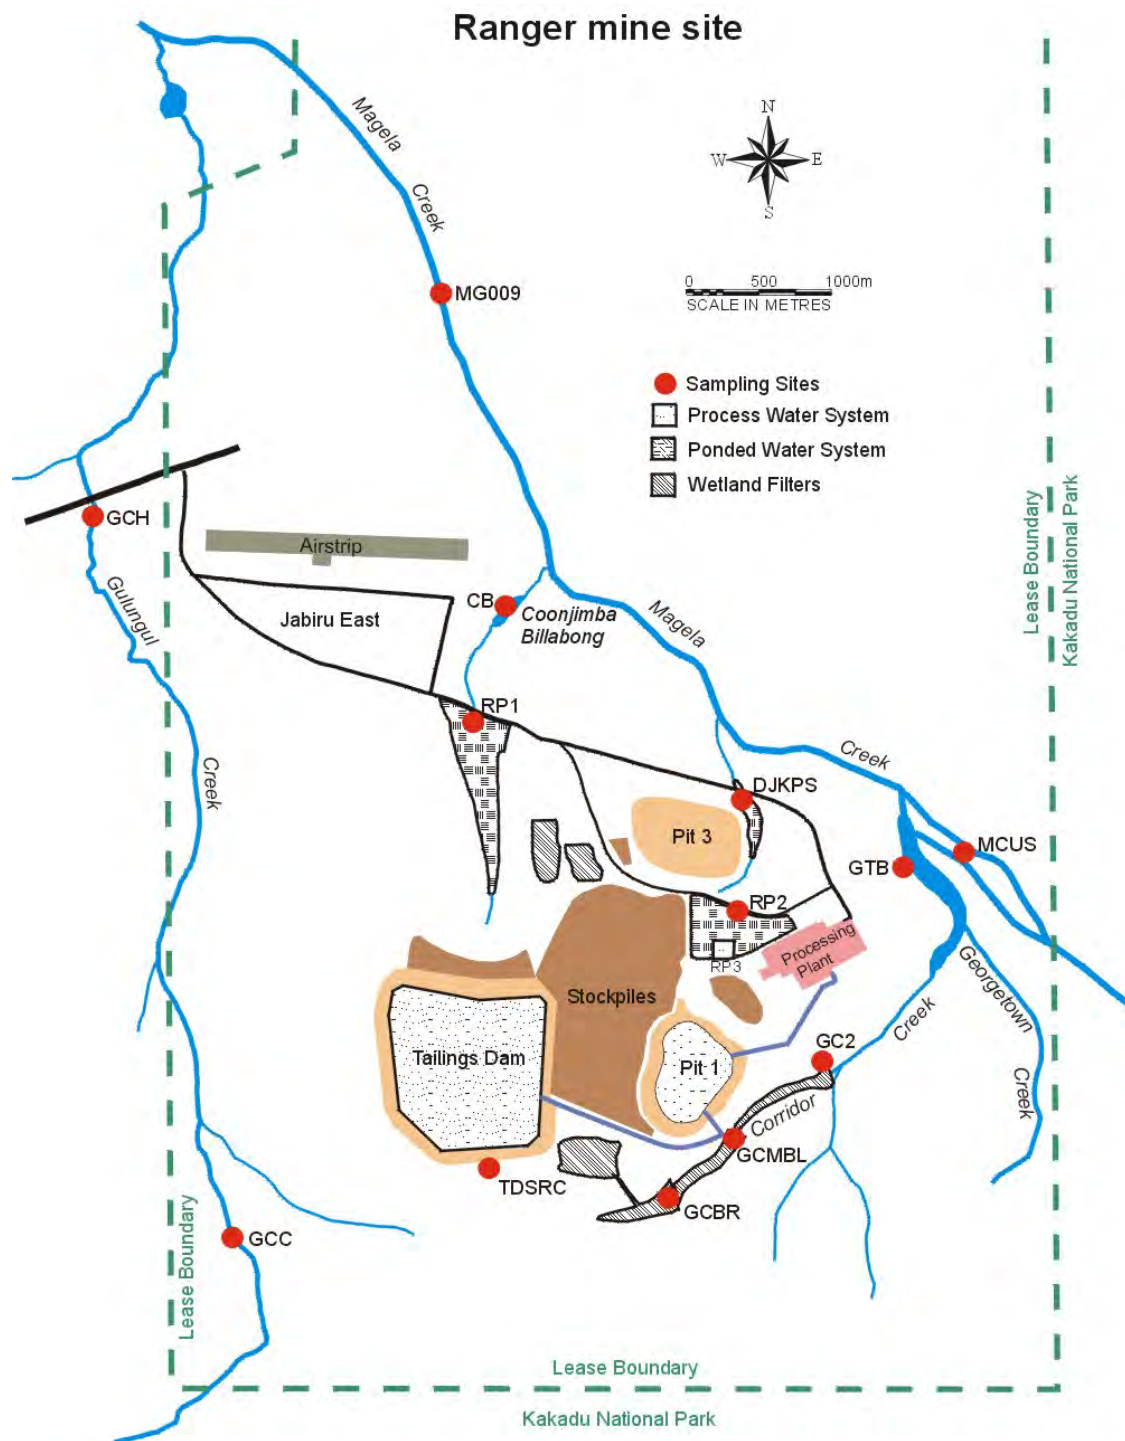 Ranger mine site
Magela
Creek
N
W
E
S
MG009
0 500 1000m
SCALE IN METRES
Sampling Sites
Process Water System
Ponded Water System
Wetland Filters
Lease Boundary
Kakadu National Park
GCH
Airstrip
Gulungul
Creek
Jabiru East
CB
Coonjimba
Billabong
Magela
Creek
RP1
DJKPS
Pit 3
MCUS
GTB
RP2
RP3
Processing
Plant
Georgetown
Creek
Creek
Stockpiles
Tailings Dam
Pit 1
GC2
Corridor
GCMBL
TDSRC
GCBR
GCC
Lease Boundary
Lease Boundary
Kakadu National Park